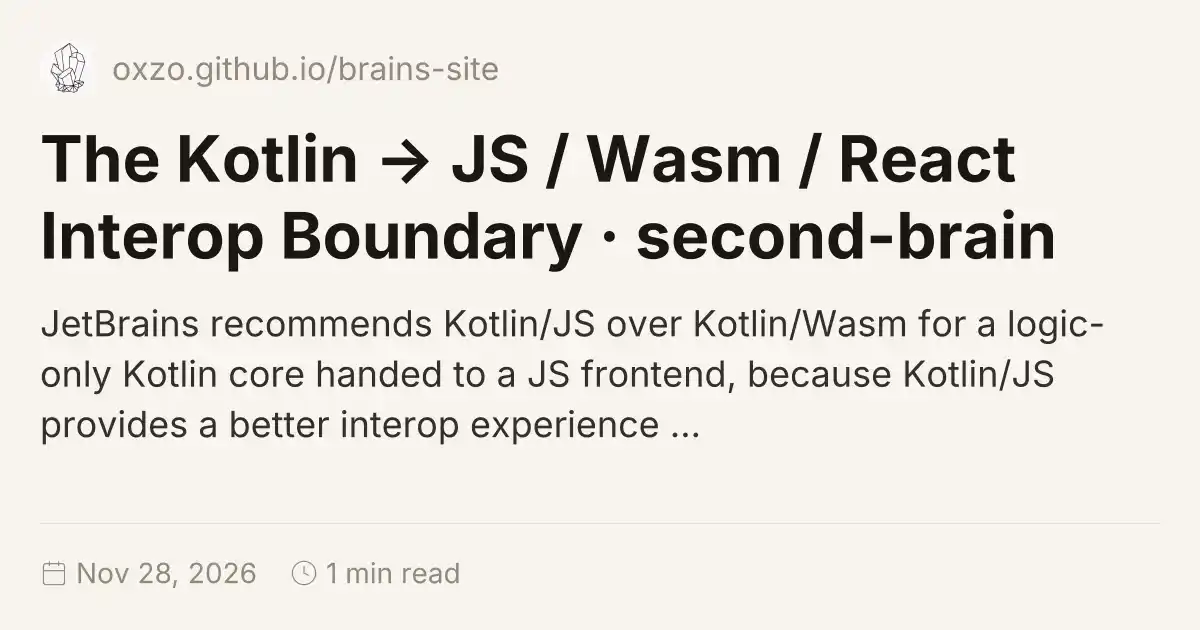 oxzo.github.io/brains-site
The Kotlin → JS / Wasm / React
Interop Boundary · second-brain
JetBrains recommends Kotlin/JS over Kotlin/Wasm for a logic-
only Kotlin core handed to a JS frontend, because Kotlin/JS
provides a better interop experience ...
Nov 28, 2026 1 min read